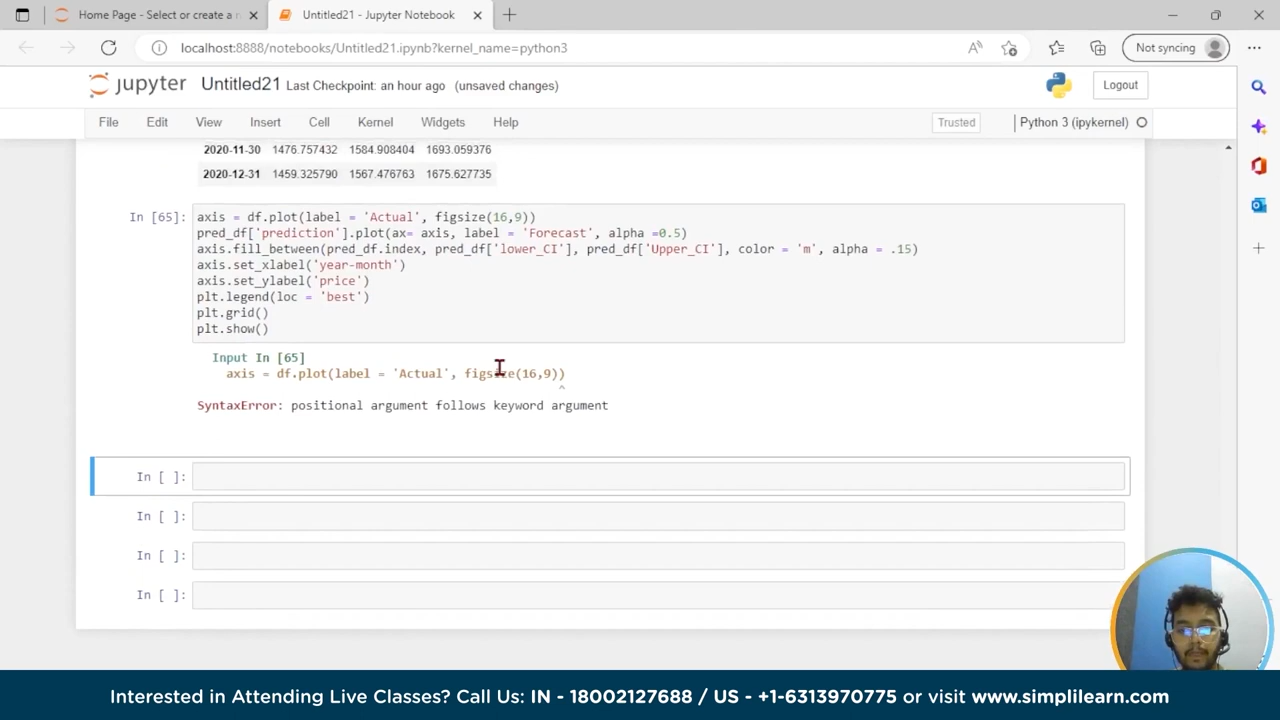 Home Page - Select or create a n
Untitled21 - Jupyter Notebook
localhost:8888/notebooks/Untitled21.ipynb?kernel_name=python3
Not syncing
jupyter Untitled21 Last Checkpoint: an hour ago (unsaved changes)
Logout
File Edit View Insert Cell Kernel Widgets Help
Trusted
Python 3 (ipykernel)
2020-11-30 1476.757432 1584.908404 1693.059376
2020-12-31 1459.325790 1567.476763 1675.627735
In [65]: axis = df.plot(label = 'Actual', figsize(16,9))
pred_df['prediction'].plot(ax= axis, label = 'Forecast', alpha =0.5)
axis.fill_between(pred_df.index, pred_df['lower_CI'], pred_df['Upper_CI'], color = 'm', alpha = .15)
axis.set_xlabel('year-month')
axis.set_ylabel('price')
plt.legend(loc = 'best')
plt.grid()
plt.show()
Input In [65]
axis = df.plot(label = 'Actual', figsize(16,9))
^
SyntaxError: positional argument follows keyword argument
In [ ]:
In [ ]:
In [ ]:
In [ ]:
Interested in Attending Live Classes? Call Us: IN - 18002127688 / US - +1-6313970775 or visit www.simplilearn.com